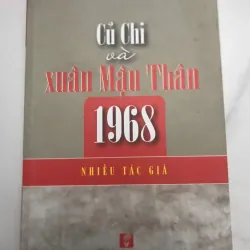 Củ Chi
và
xuân Mậu Thân
1968
NHIỀU TÁC GIẢ